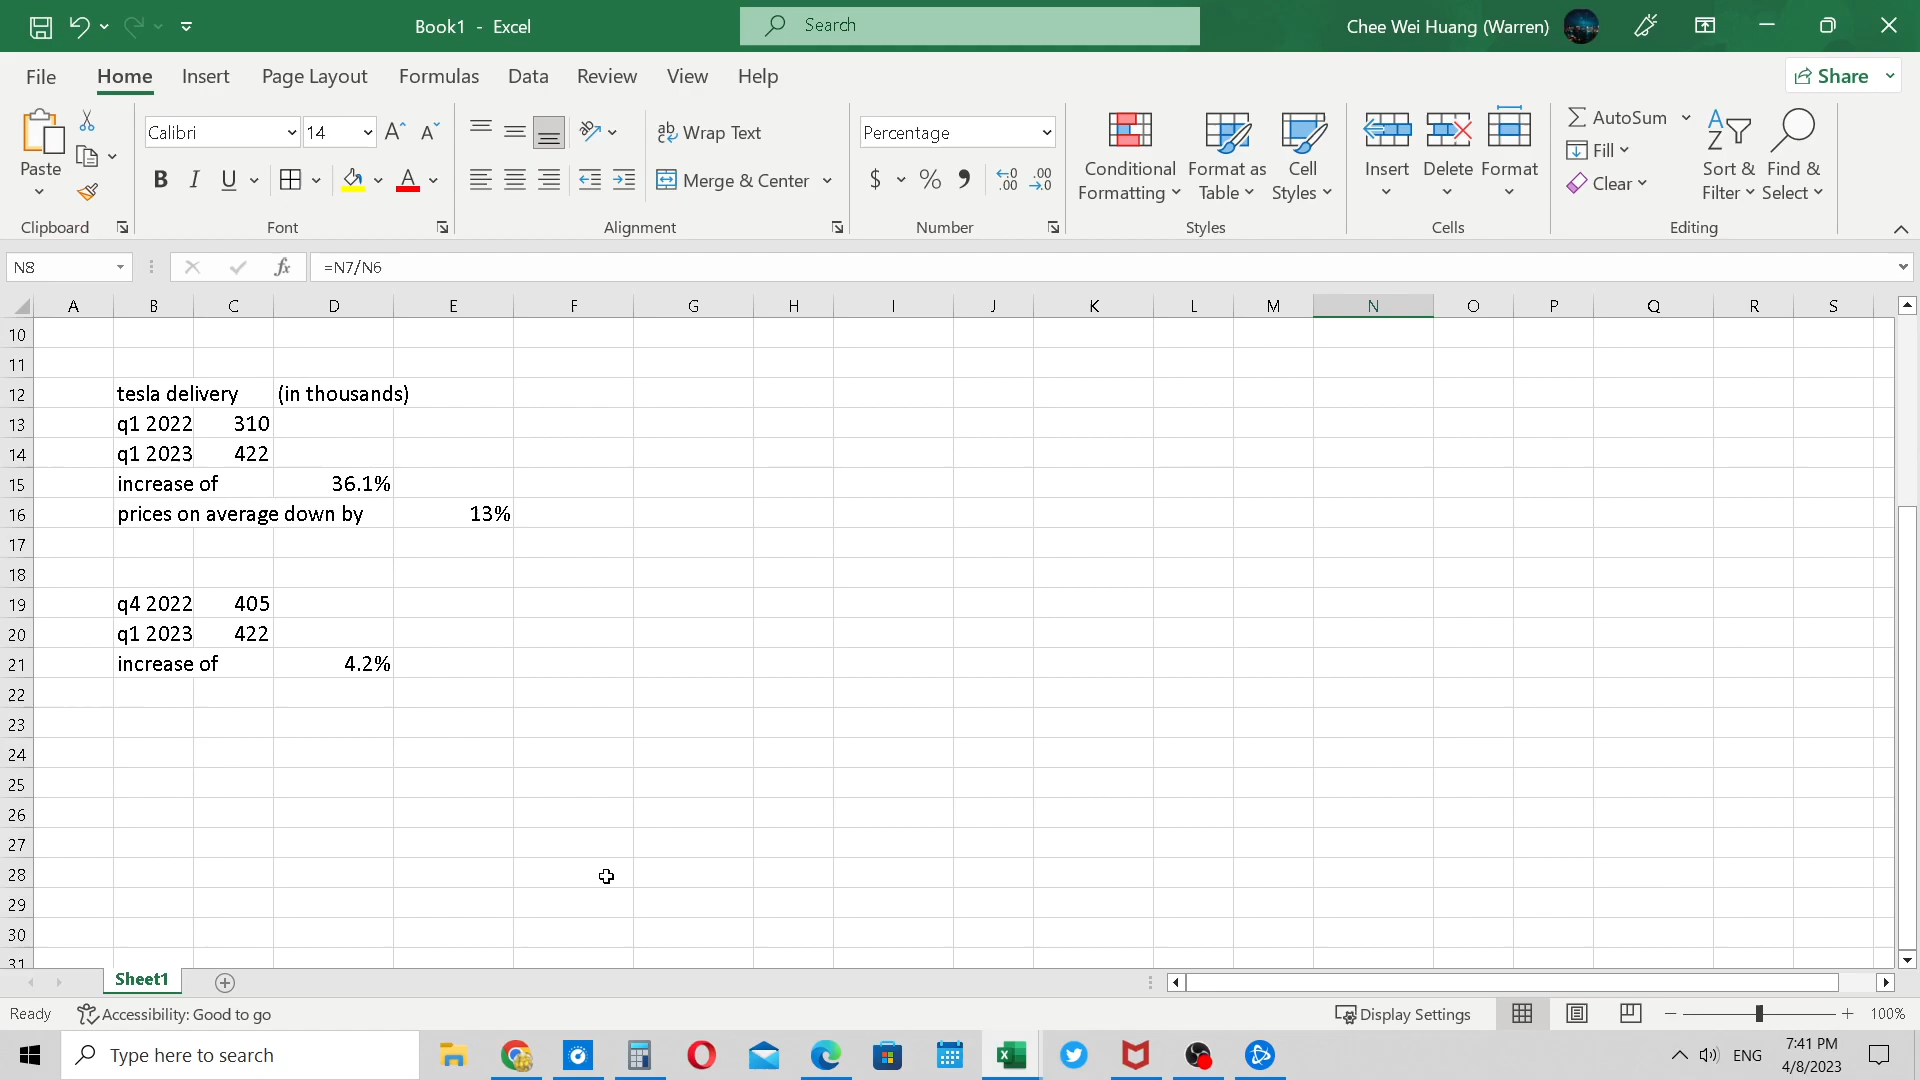 Book1 - Excel
Search
Chee Wei Huang (Warren)
File Home Insert Page Layout Formulas Data Review View Help
Share
Paste
Clipboard
Calibri 14
B I U
Font
Wrap Text
Merge & Center
Alignment
Percentage
$ %
Number
Conditional Formatting
Format as Table
Cell Styles
Styles
Insert Delete Format
Cells
AutoSum
Fill
Clear
Sort & Filter
Find & Select
Editing
N8
fx
=N7/N6
A B C D E F G H I J K L M N O P Q R S
10
11
12 tesla delivery (in thousands)
13 q1 2022 310
14 q1 2023 422
15 increase of 36.1%
16 prices on average down by 13%
17
18
19 q4 2022 405
20 q1 2023 422
21 increase of 4.2%
22
23
24
25
26
27
28
29
30
31
Sheet1
Ready
Accessibility: Good to go
Display Settings
100%
Type here to search
ENG
7:41 PM
4/8/2023